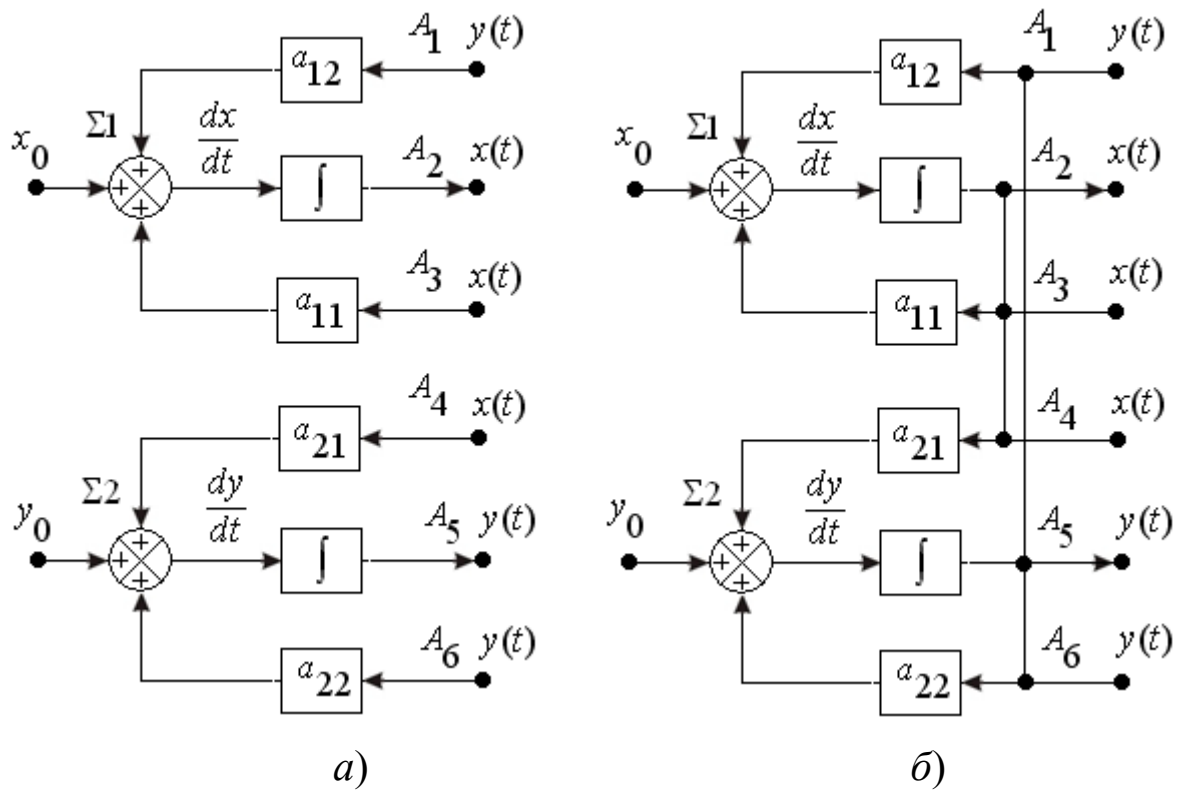 A1 y(t) A1 y(t)
a12 a12
Σ1 dx/dt Σ1 dx/dt
x0 A2 x(t) x0 A2 x(t)
+ + + ∫ + + + ∫
A3 x(t) A3 x(t)
a11 a11
A4 x(t) A4 x(t)
a21 a21
Σ2 dy/dt Σ2 dy/dt
y0 A5 y(t) y0 A5 y(t)
+ + + ∫ + + + ∫
A6 y(t) A6 y(t)
a22 a22
а) б)